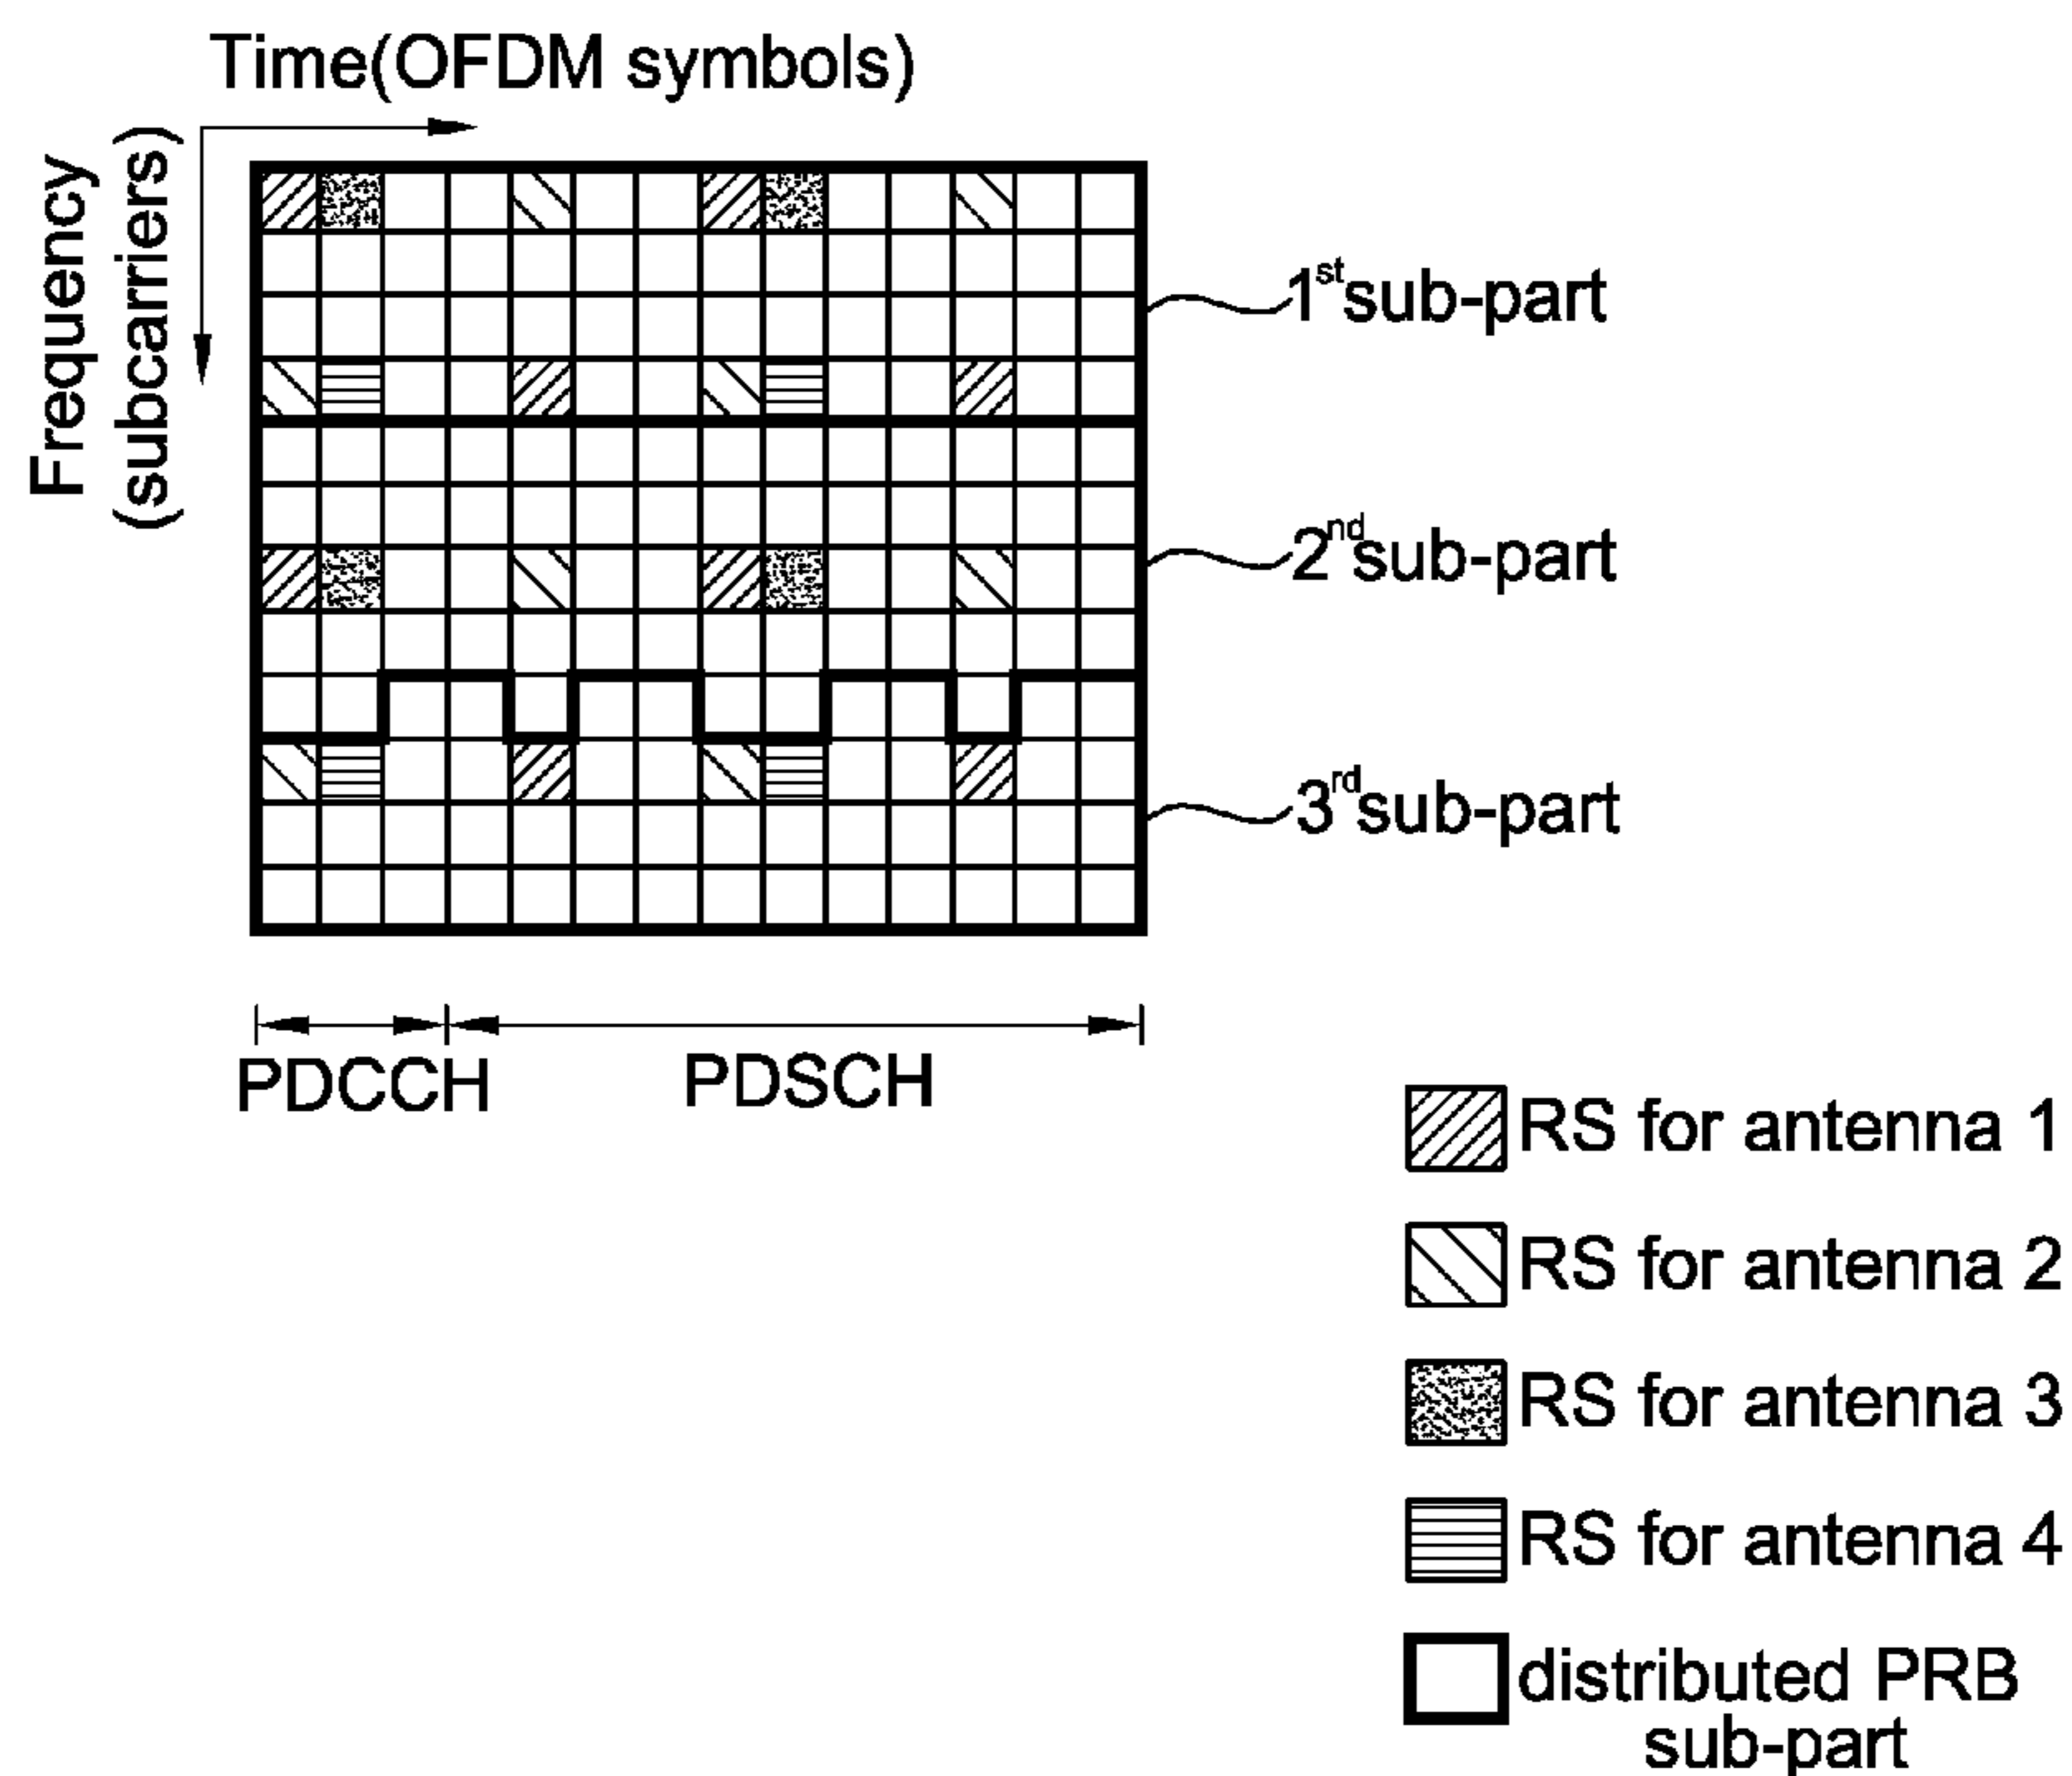 Time(OFDM symbols)
Frequency
(subcarriers)
1st sub-part
2nd sub-part
3rd sub-part
PDCCH
PDSCH
RS for antenna 1
RS for antenna 2
RS for antenna 3
RS for antenna 4
distributed PRB
sub-part